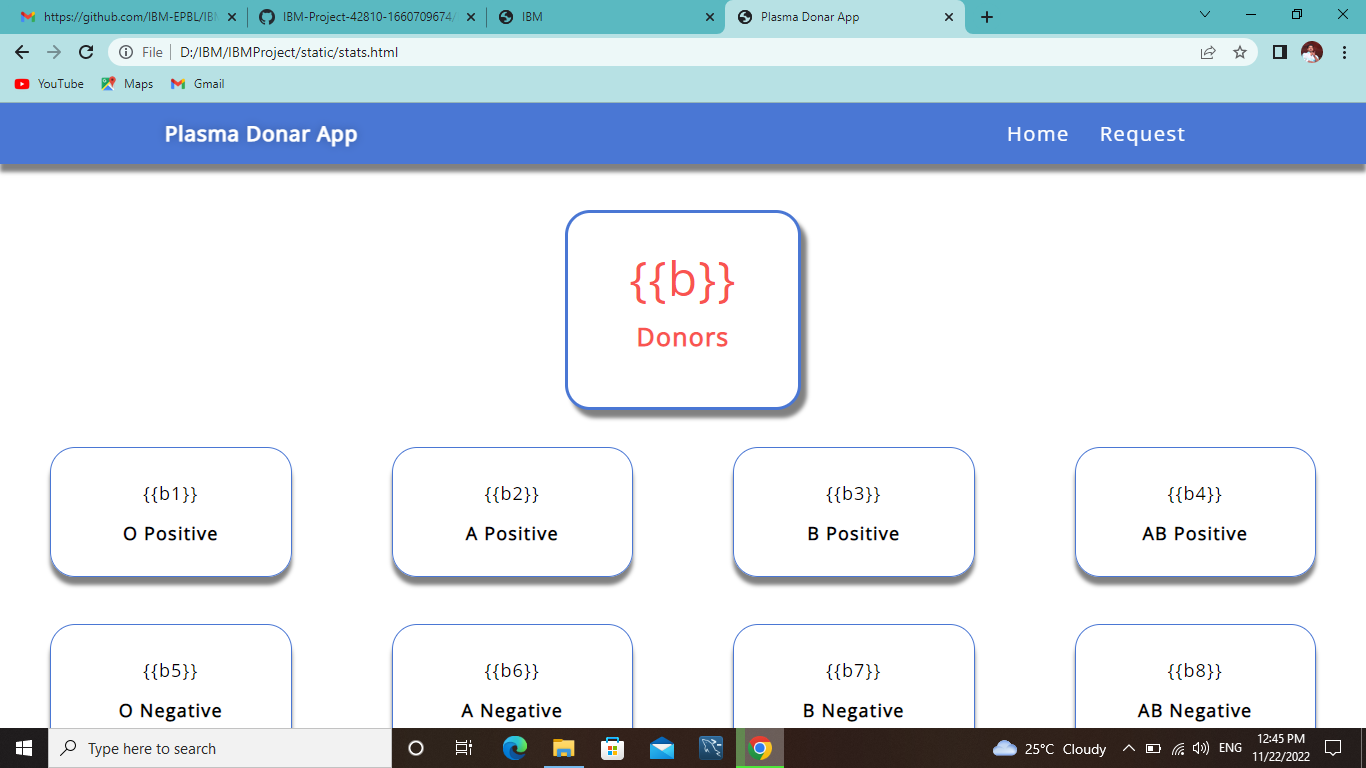 https://github.com/IBM-EPBL/IBM
IBM-Project-42810-1660709674/
IBM
Plasma Donar App
File
D:/IBM/IBMProject/static/stats.html
YouTube
Maps
Gmail
Plasma Donar App
Home
Request
{{b}}
Donors
{{b1}}
O Positive
{{b2}}
A Positive
{{b3}}
B Positive
{{b4}}
AB Positive
{{b5}}
O Negative
{{b6}}
A Negative
{{b7}}
B Negative
{{b8}}
AB Negative
Type here to search
25°C Cloudy
ENG
12:45 PM
11/22/2022